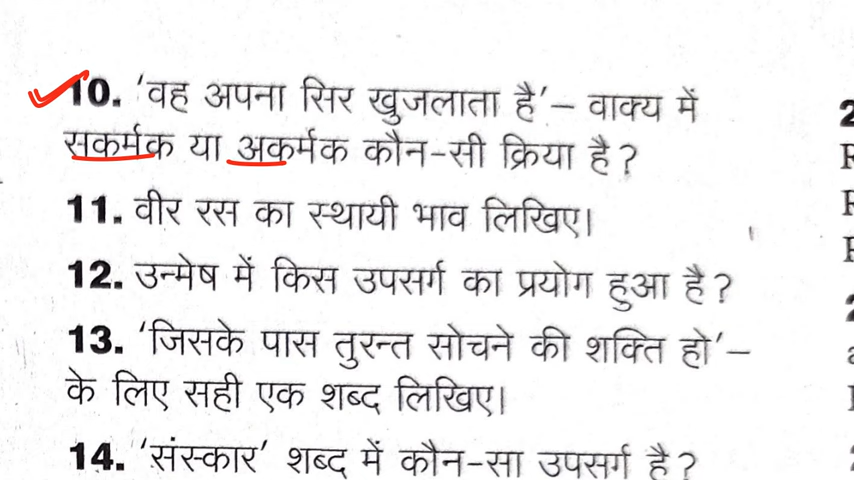 10. 'वह अपना सिर खुजलाता है'– वाक्य में
सकर्मक या अकर्मक कौन-सी क्रिया है?
11. वीर रस का स्थायी भाव लिखिए।
12. उन्मेष में किस उपसर्ग का प्रयोग हुआ है?
13. 'जिसके पास तुरन्त सोचने की शक्ति हो'–
के लिए सही एक शब्द लिखिए।
14. 'संस्कार' शब्द में कौन-सा उपसर्ग है?